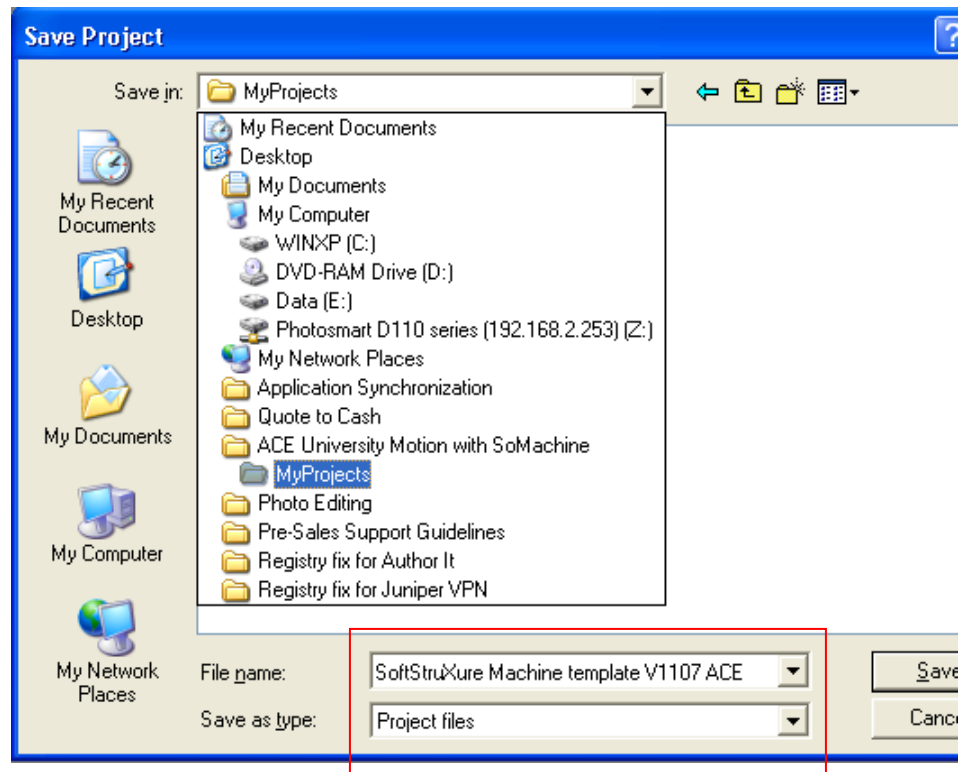 Save Project
?
Save in:
MyProjects
My Recent Documents
Desktop
My Documents
My Computer
WINXP (C:)
DVD-RAM Drive (D:)
Data (E:)
Photosmart D110 series (192.168.2.253) (Z:)
My Network Places
Application Synchronization
Quote to Cash
ACE University Motion with SoMachine
MyProjects
Photo Editing
Pre-Sales Support Guidelines
Registry fix for Author It
Registry fix for Juniper VPN
My Recent
Documents
Desktop
My Documents
My Computer
My Network
Places
File name:
SoftStruXure Machine template V1107 ACE
Save
Save as type:
Project files
Cance